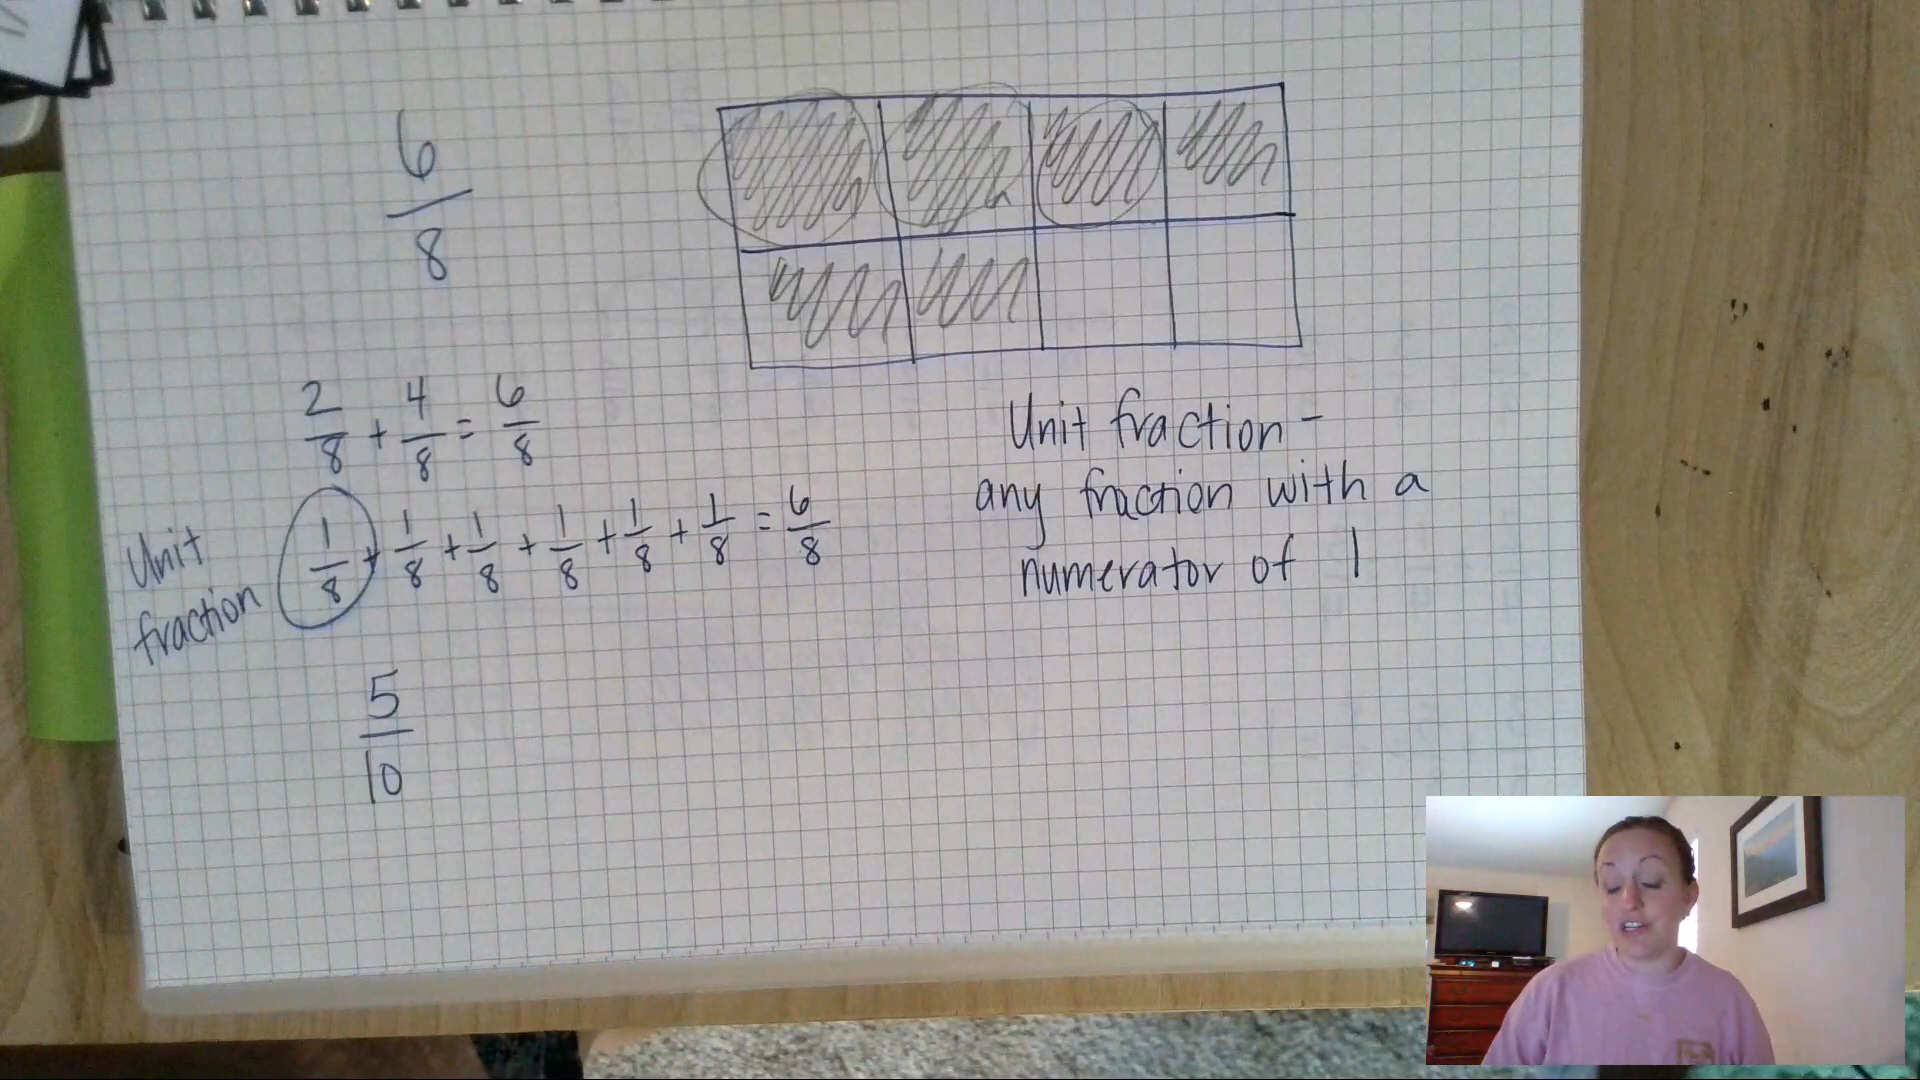 6
8
2/8 + 4/8 = 6/8
Unit
fraction
1/8 + 1/8 + 1/8 + 1/8 + 1/8 + 1/8 = 6/8
5
10
Unit fraction -
any fraction with a
numerator of 1